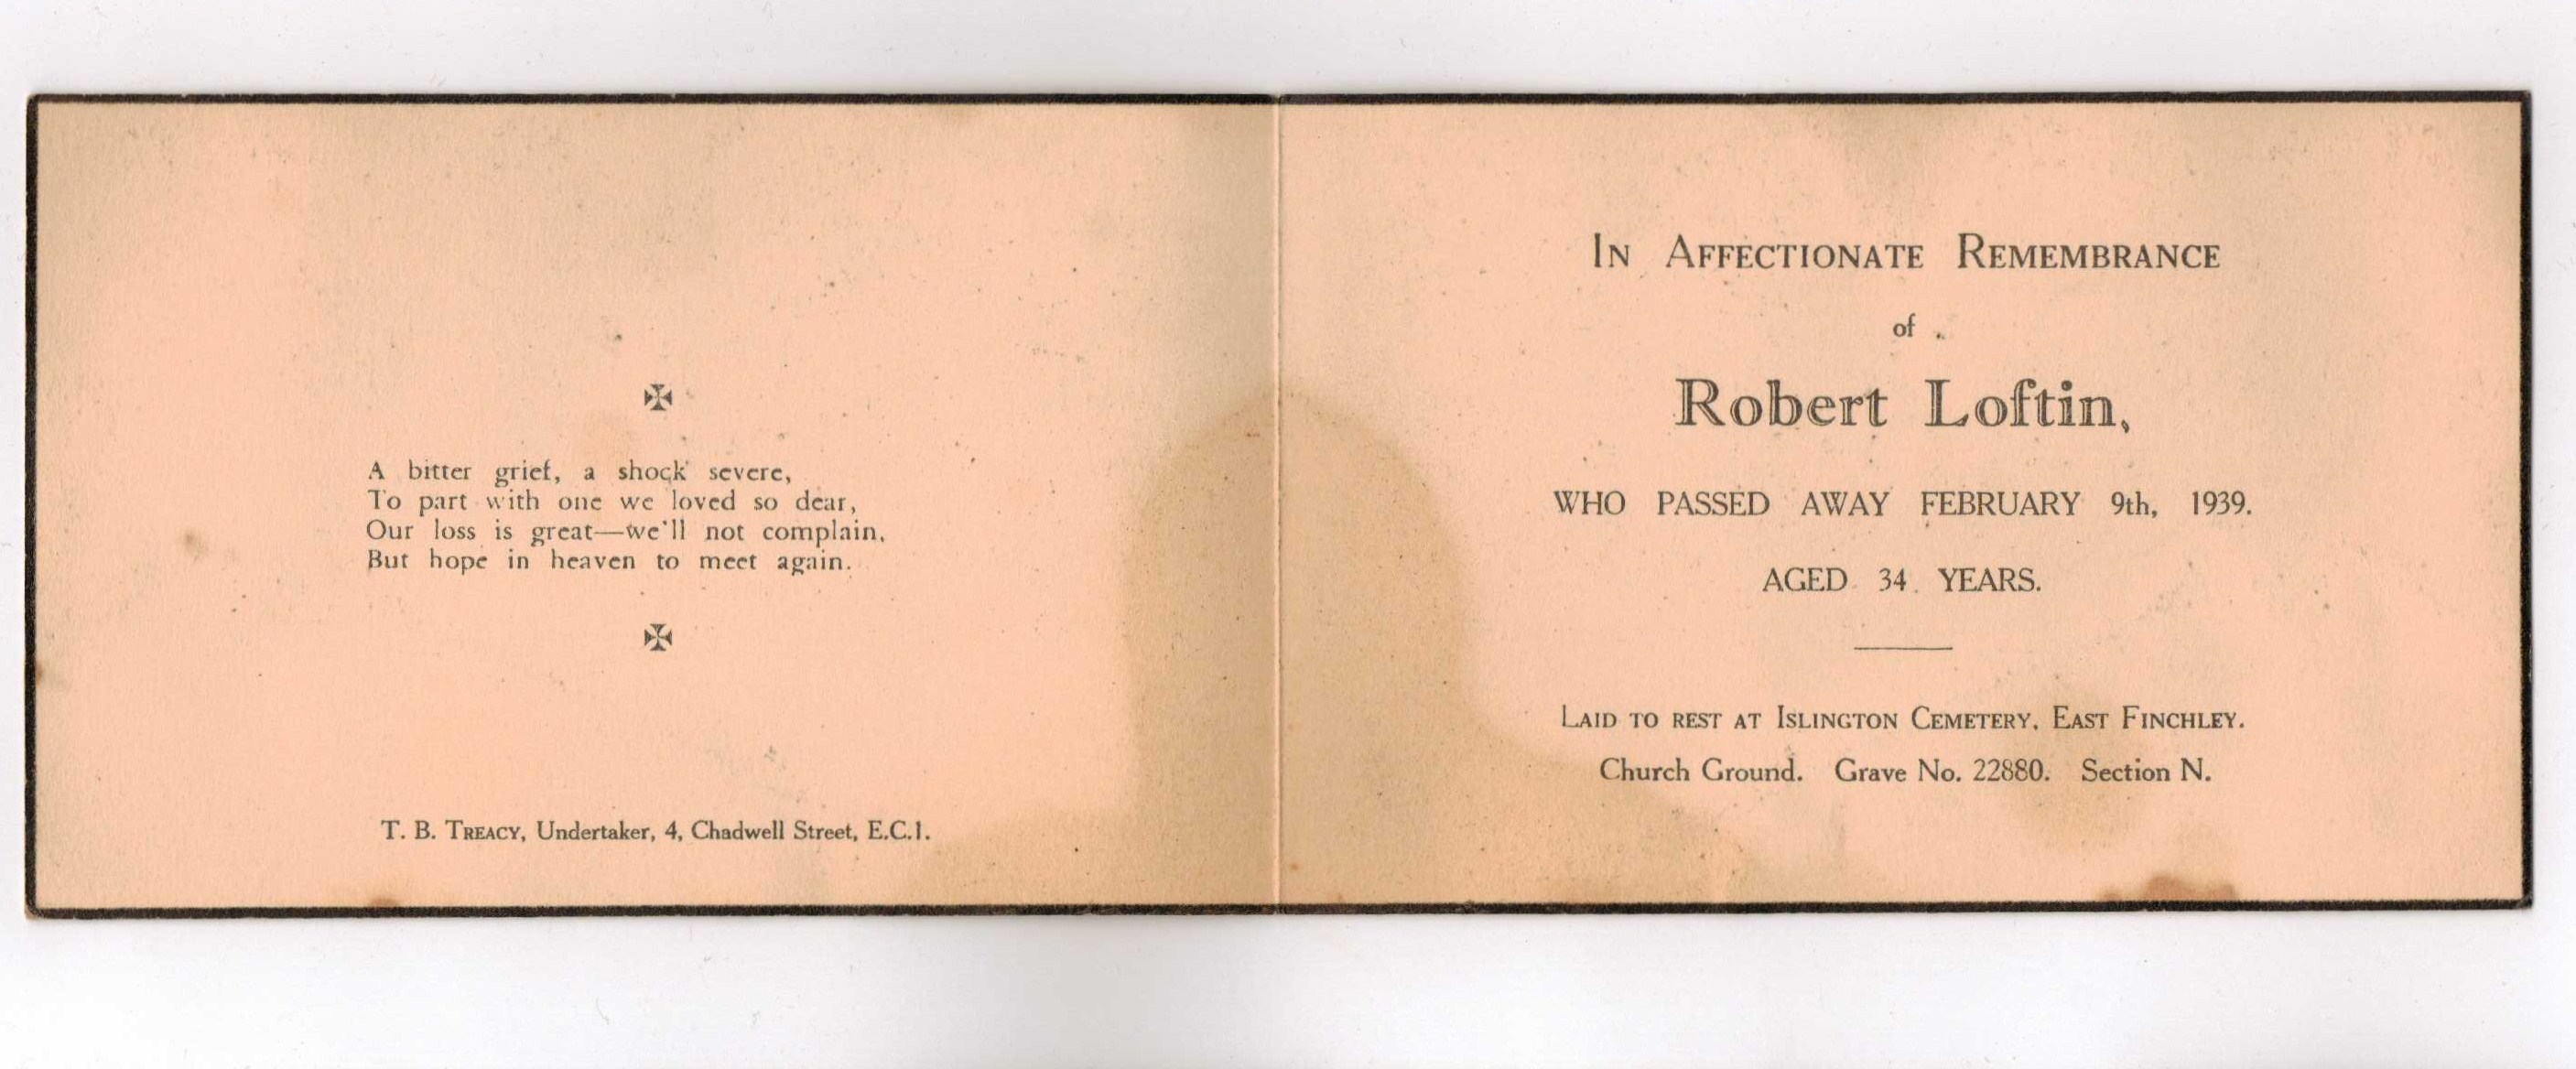 A bitter grief, a shock severe,
To part with one we loved so dear,
Our loss is great—we'll not complain,
But hope in heaven to meet again.
T. B. TREACY, Undertaker, 4, Chadwell Street, E.C.1.
IN AFFECTIONATE REMEMBRANCE
of
Robert Loftin,
WHO PASSED AWAY FEBRUARY 9th, 1939.
AGED 34 YEARS.
LAID TO REST AT ISLINGTON CEMETERY, EAST FINCHLEY.
Church Ground. Grave No. 22880. Section N.